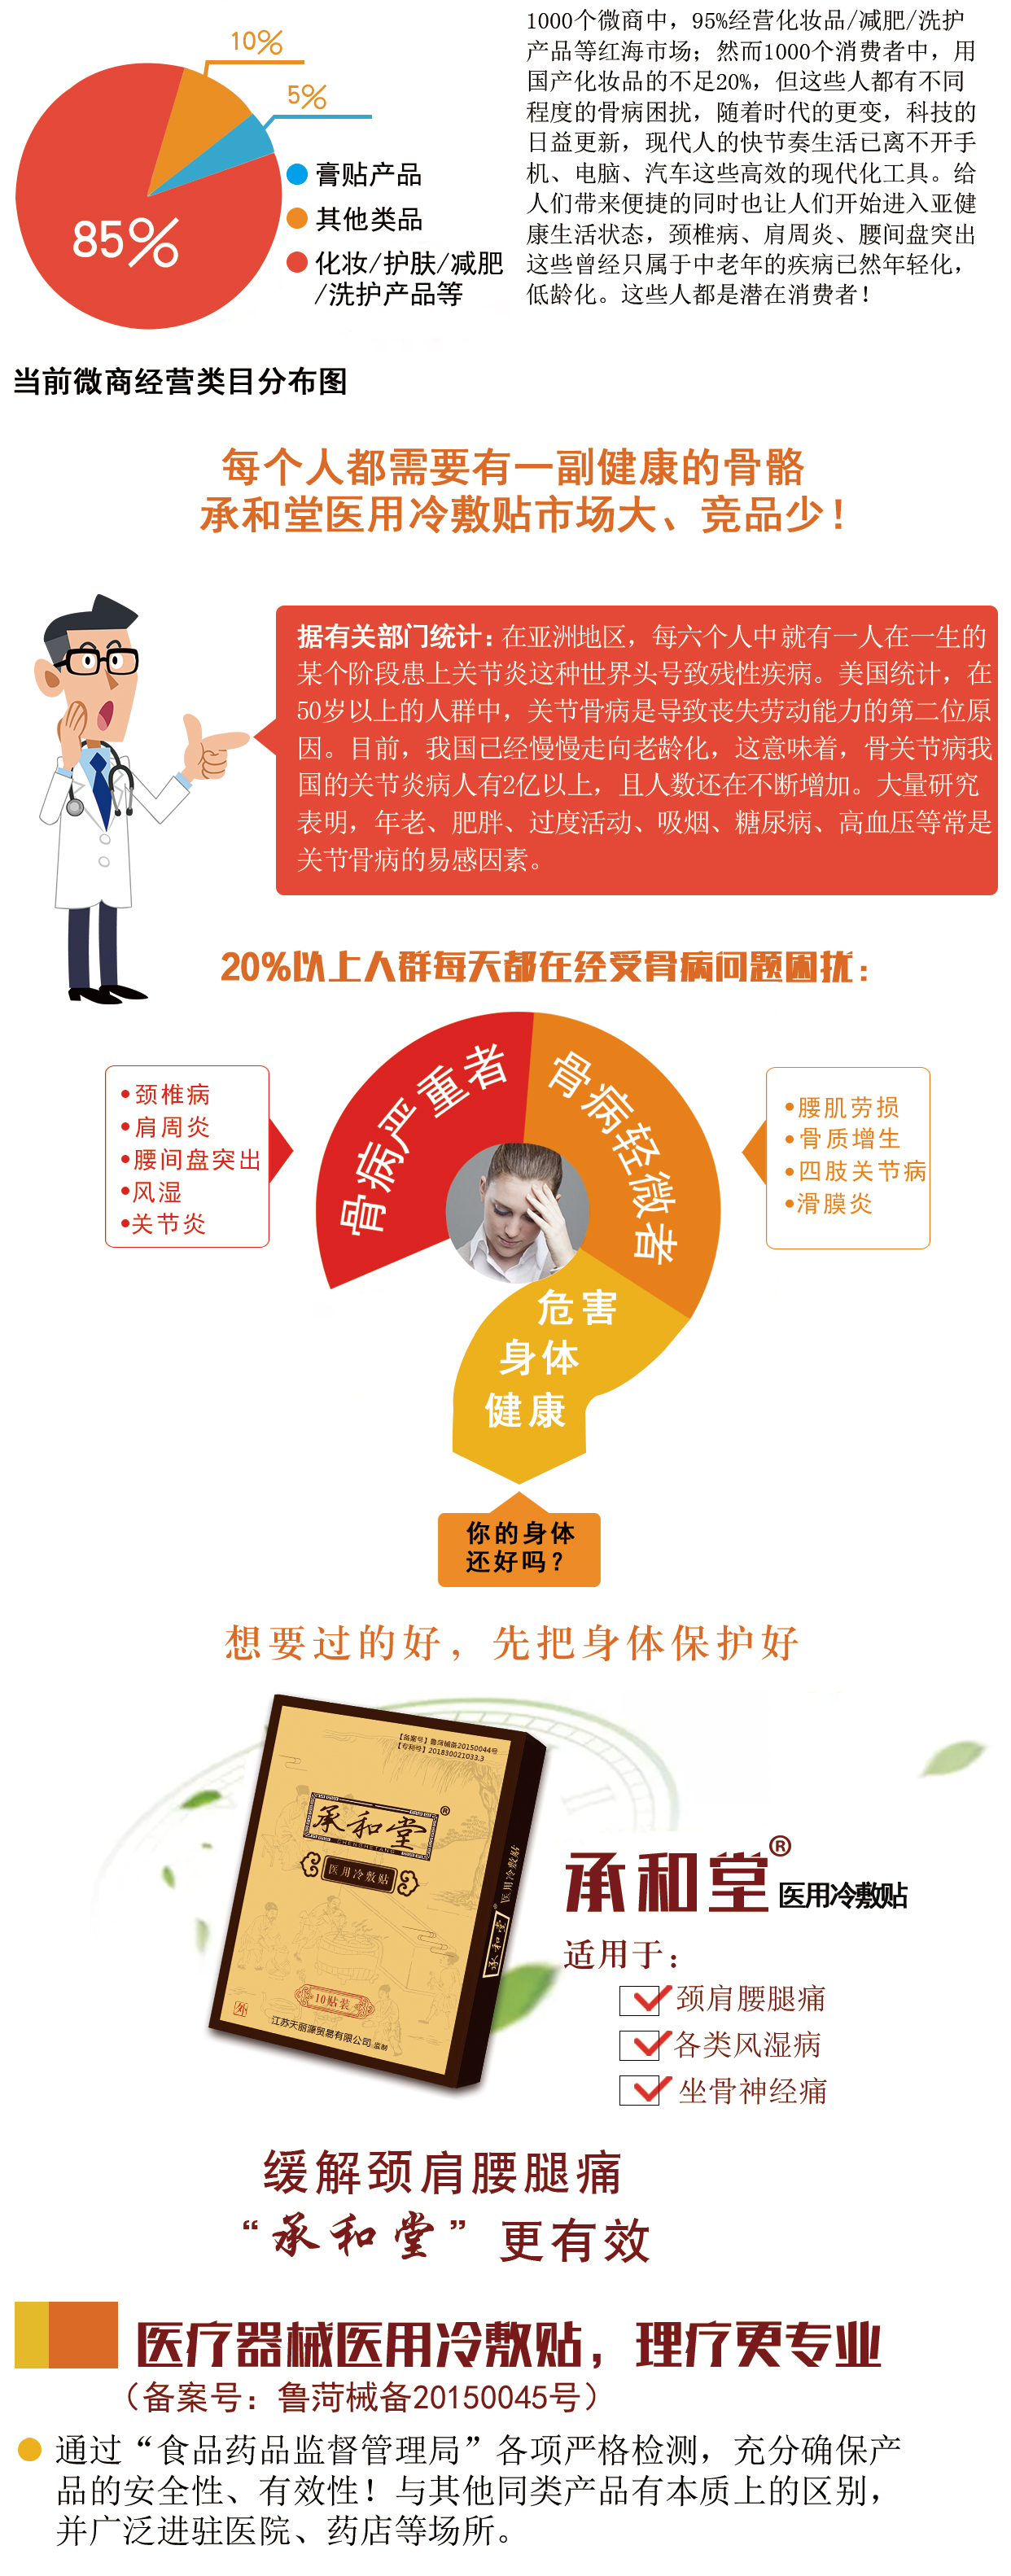 10%
5%
85%
膏贴产品
其他类品
化妆/护肤/减肥
/洗护产品等
1000个微商中，95%经营化妆品/减肥/洗护
产品等红海市场；然而1000个消费者中，用
国产化妆品的不足20%，但这些人都有不同
程度的骨病困扰，随着时代的更变，科技的
日益更新，现代人的快节奏生活已离不开手
机、电脑、汽车这些高效的现代化工具。给
人们带来便捷的同时也让人们开始进入亚健
康生活状态，颈椎病、肩周炎、腰间盘突出
这些曾经只属于中老年的疾病已然年轻化，
低龄化。这些人都是潜在消费者！
当前微商经营类目分布图
每个人都需要有一副健康的骨骼
承和堂医用冷敷贴市场大、竞品少！
据有关部门统计：在亚洲地区，每六个人中就有一人在一生的
某个阶段患上关节炎这种世界头号致残性疾病。美国统计，在
50岁以上的人群中，关节骨病是导致丧失劳动能力的第二位原
因。目前，我国已经慢慢走向老龄化，这意味着，骨关节病我
国的关节炎病人有2亿以上，且人数还在不断增加。大量研究
表明，年老、肥胖、过度活动、吸烟、糖尿病、高血压等常是
关节骨病的易感因素。
20%以上人群每天都在经受骨病问题困扰：
•颈椎病
•肩周炎
•腰间盘突出
•风湿
•关节炎
骨病严重者
骨病轻微者
•腰肌劳损
•骨质增生
•四肢关节病
•滑膜炎
危害
身体
健康
你的身体
还好吗？
想要过的好，先把身体保护好
【备案号】鲁菏械备20150044号
【专利号】201830021033.3
承和堂®
CHENGHETANG
医用冷敷贴
10贴装
外
江苏天丽源贸易有限公司 监制
承和堂® 医用冷敷贴
承和堂® 医用冷敷贴
适用于：
颈肩腰腿痛
各类风湿病
坐骨神经痛
缓解颈肩腰腿痛
“承和堂”更有效
医疗器械医用冷敷贴，理疗更专业
（备案号：鲁菏械备20150045号）
通过“食品药品监督管理局”各项严格检测，充分确保产
品的安全性、有效性！与其他同类产品有本质上的区别，
并广泛进驻医院、药店等场所。